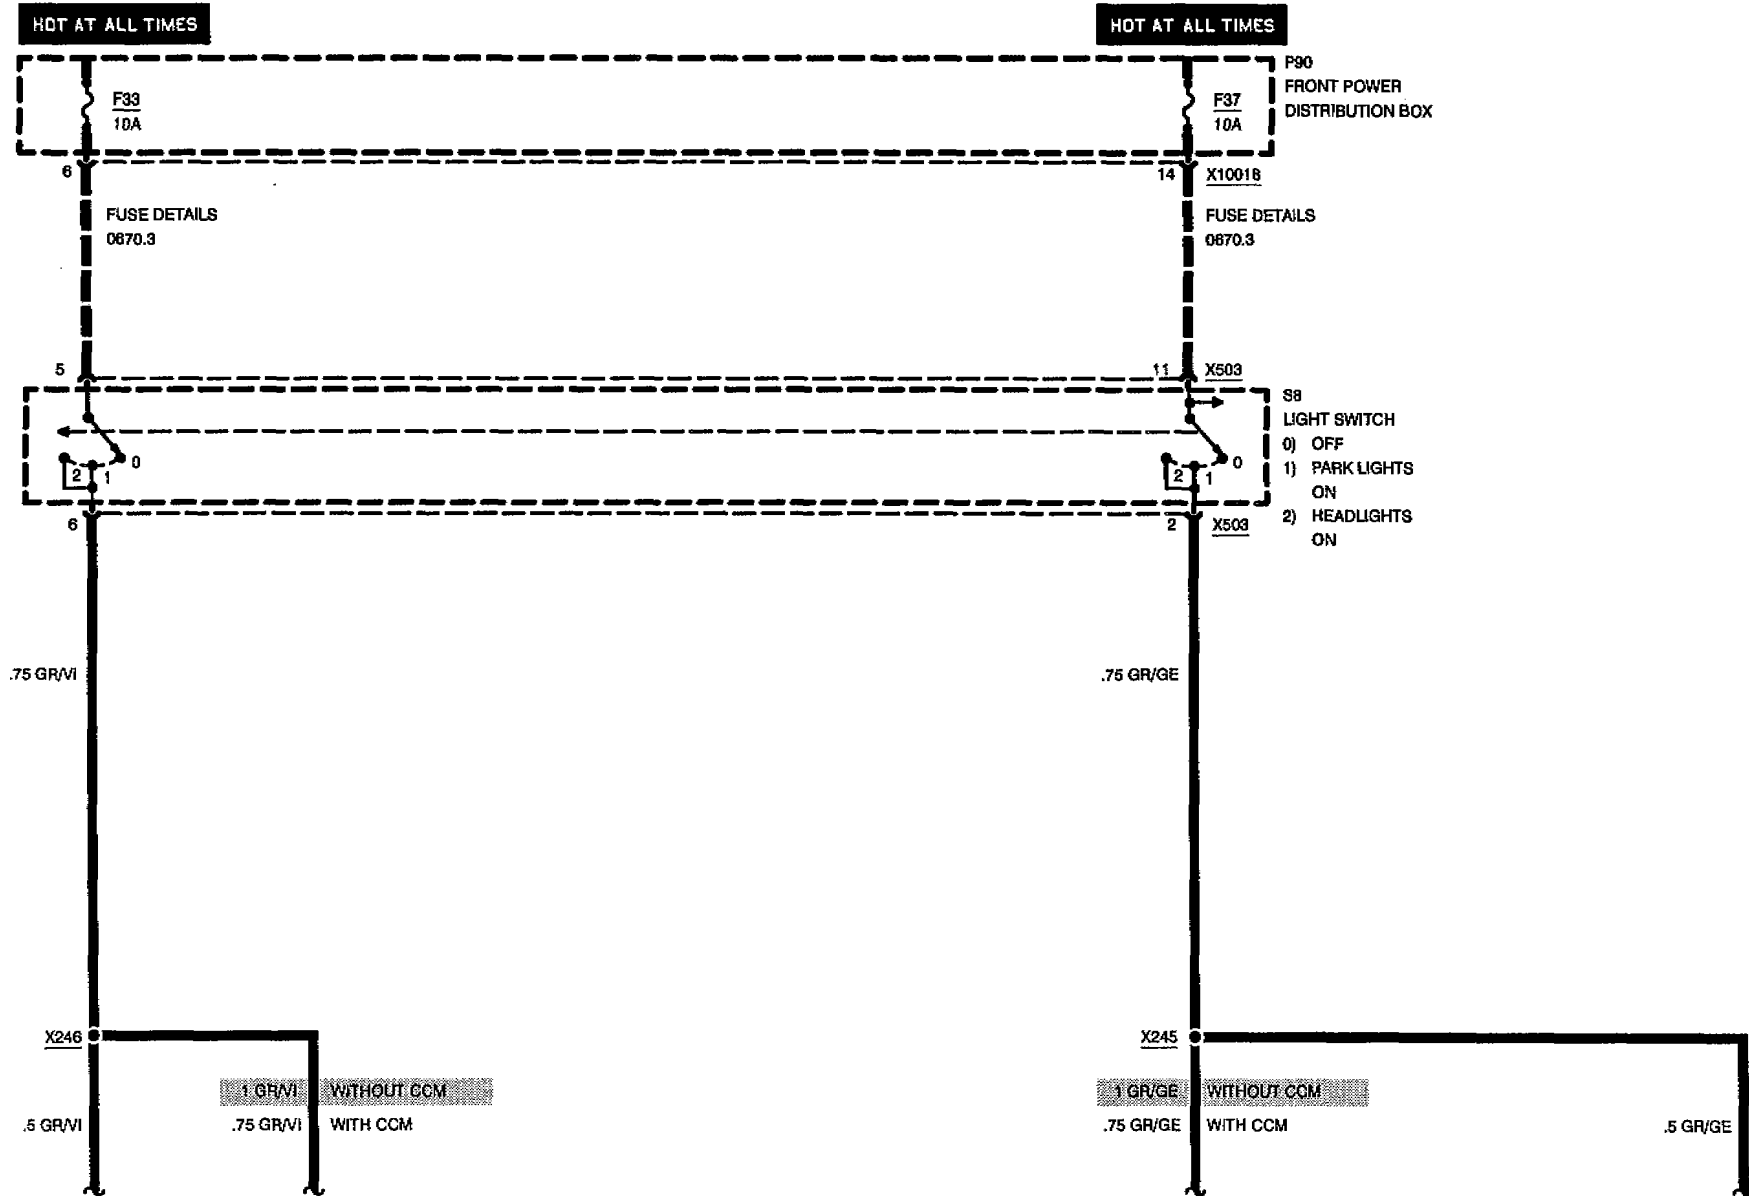 HOT AT ALL TIMES
HOT AT ALL TIMES
P90
FRONT POWER
DISTRIBUTION BOX
F33
10A
F37
10A
6
14
X10018
FUSE DETAILS
0670.3
FUSE DETAILS
0670.3
5
11
X503
S8
LIGHT SWITCH
0) OFF
1) PARK LIGHTS
ON
2) HEADLIGHTS
ON
2
1
0
2
1
0
6
2
X503
.75 GR/VI
.75 GR/GE
X246
X245
1 GR/VI WITHOUT CCM
1 GR/GE WITHOUT CCM
.5 GR/VI
.75 GR/VI WITH CCM
.75 GR/GE WITH CCM
.5 GR/GE